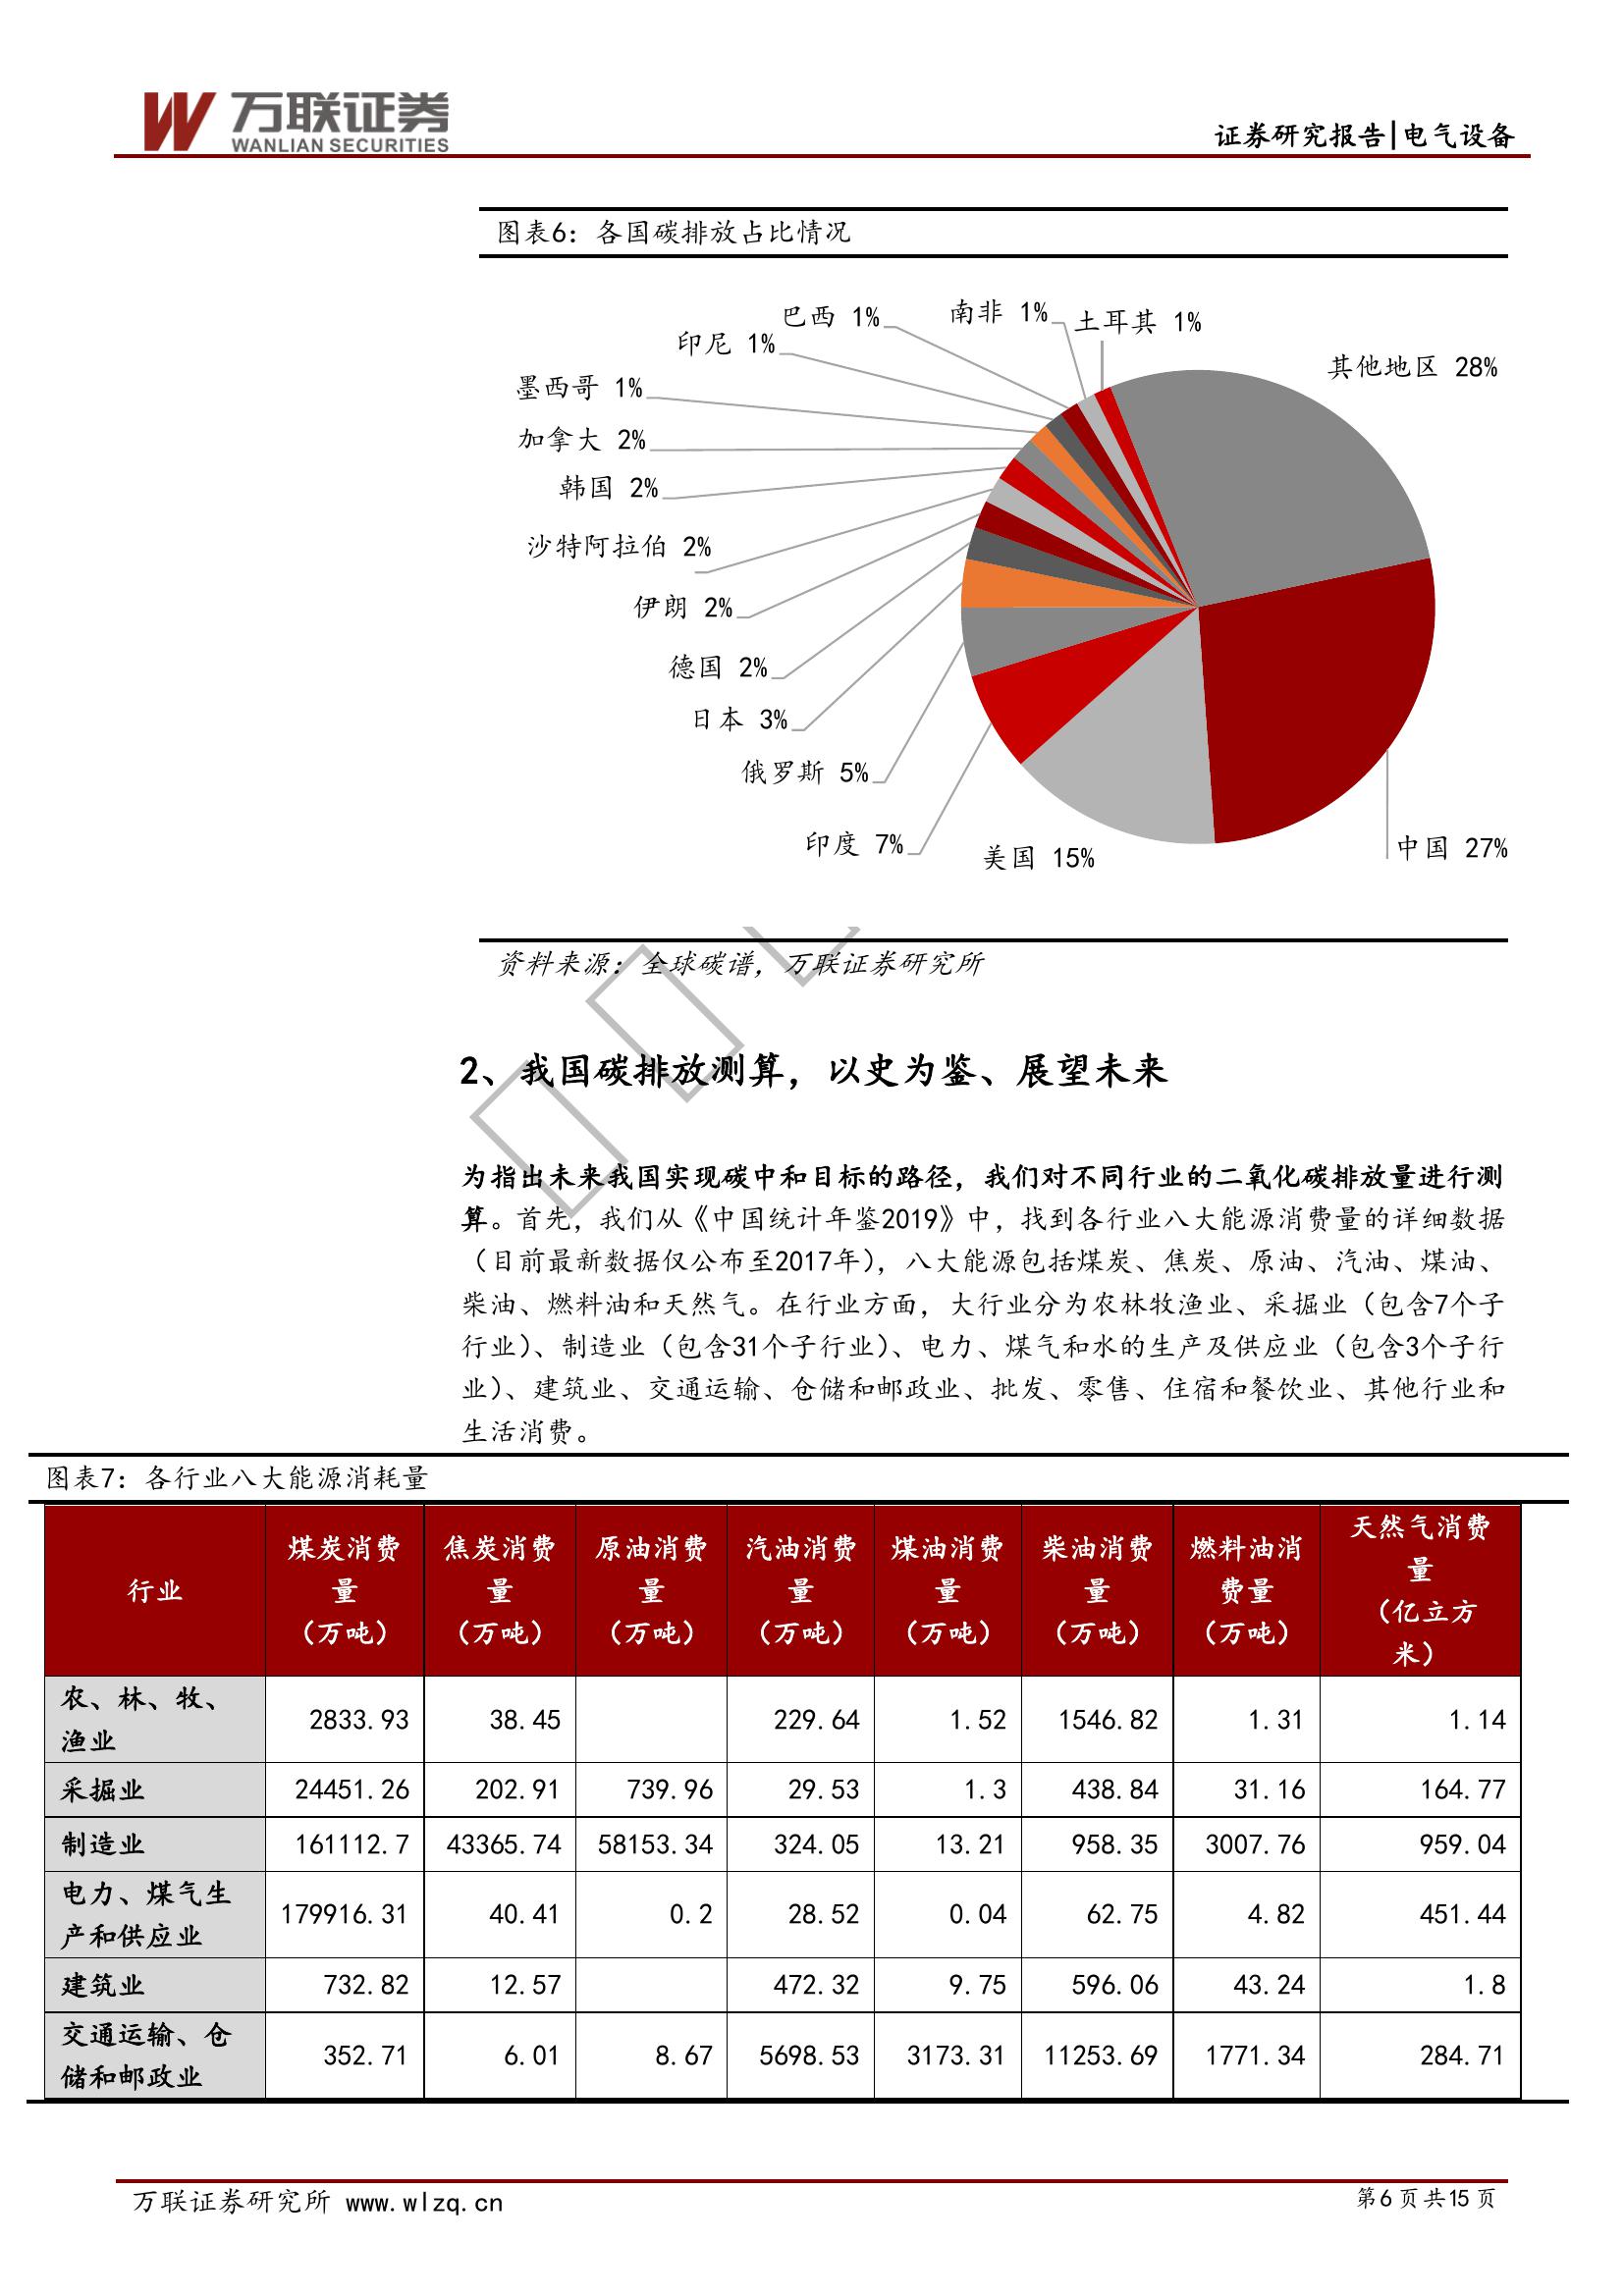 万联证券
WANLIAN SECURITIES
证券研究报告|电气设备
图表6：各国碳排放占比情况
巴西 1%
南非 1%
土耳其 1%
印尼 1%
其他地区 28%
墨西哥 1%
加拿大 2%
韩国 2%
沙特阿拉伯 2%
伊朗 2%
德国 2%
日本 3%
俄罗斯 5%
印度 7%
美国 15%
中国 27%
资料来源：全球碳谱，万联证券研究所
2、我国碳排放测算，以史为鉴、展望未来
为指出未来我国实现碳中和目标的路径，我们对不同行业的二氧化碳排放量进行测
算。首先，我们从《中国统计年鉴2019》中，找到各行业八大能源消费量的详细数据
（目前最新数据仅公布至2017年），八大能源包括煤炭、焦炭、原油、汽油、煤油、
柴油、燃料油和天然气。在行业方面，大行业分为农林牧渔业、采掘业（包含7个子
行业）、制造业（包含31个子行业）、电力、煤气和水的生产及供应业（包含3个子行
业）、建筑业、交通运输、仓储和邮政业、批发、零售、住宿和餐饮业、其他行业和
生活消费。
图表7：各行业八大能源消耗量
行业 煤炭消费量（万吨） 焦炭消费量（万吨） 原油消费量（万吨） 汽油消费量（万吨） 煤油消费量（万吨） 柴油消费量（万吨） 燃料油消费量（万吨） 天然气消费量（亿立方米）
农、林、牧、渔业 2833.93 38.45 229.64 1.52 1546.82 1.31 1.14
采掘业 24451.26 202.91 739.96 29.53 1.3 438.84 31.16 164.77
制造业 161112.7 43365.74 58153.34 324.05 13.21 958.35 3007.76 959.04
电力、煤气生产和供应业 179916.31 40.41 0.2 28.52 0.04 62.75 4.82 451.44
建筑业 732.82 12.57 472.32 9.75 596.06 43.24 1.8
交通运输、仓储和邮政业 352.71 6.01 8.67 5698.53 3173.31 11253.69 1771.34 284.71
万联证券研究所 www.wlzq.cn
第6页共15页